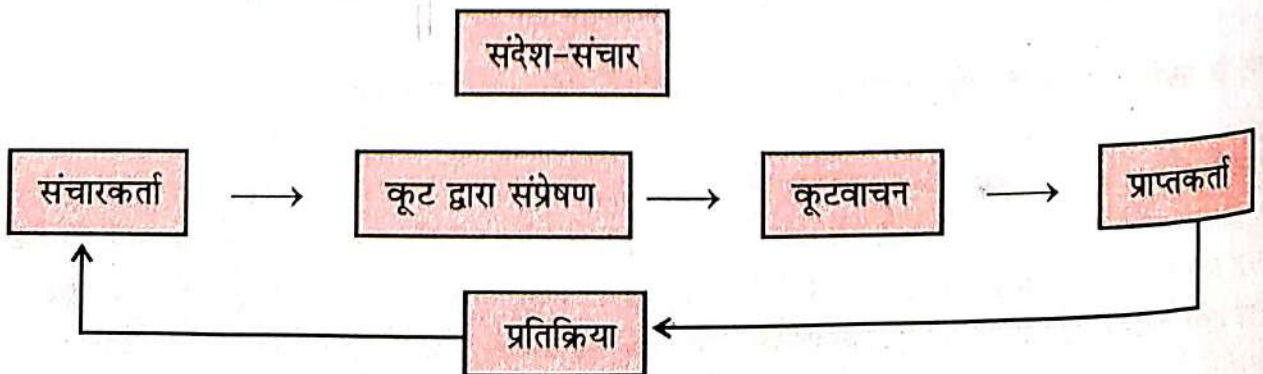 संदेश-संचार
संचारकर्ता
कूट द्वारा संप्रेषण
कूटवाचन
प्राप्तकर्ता
प्रतिक्रिया